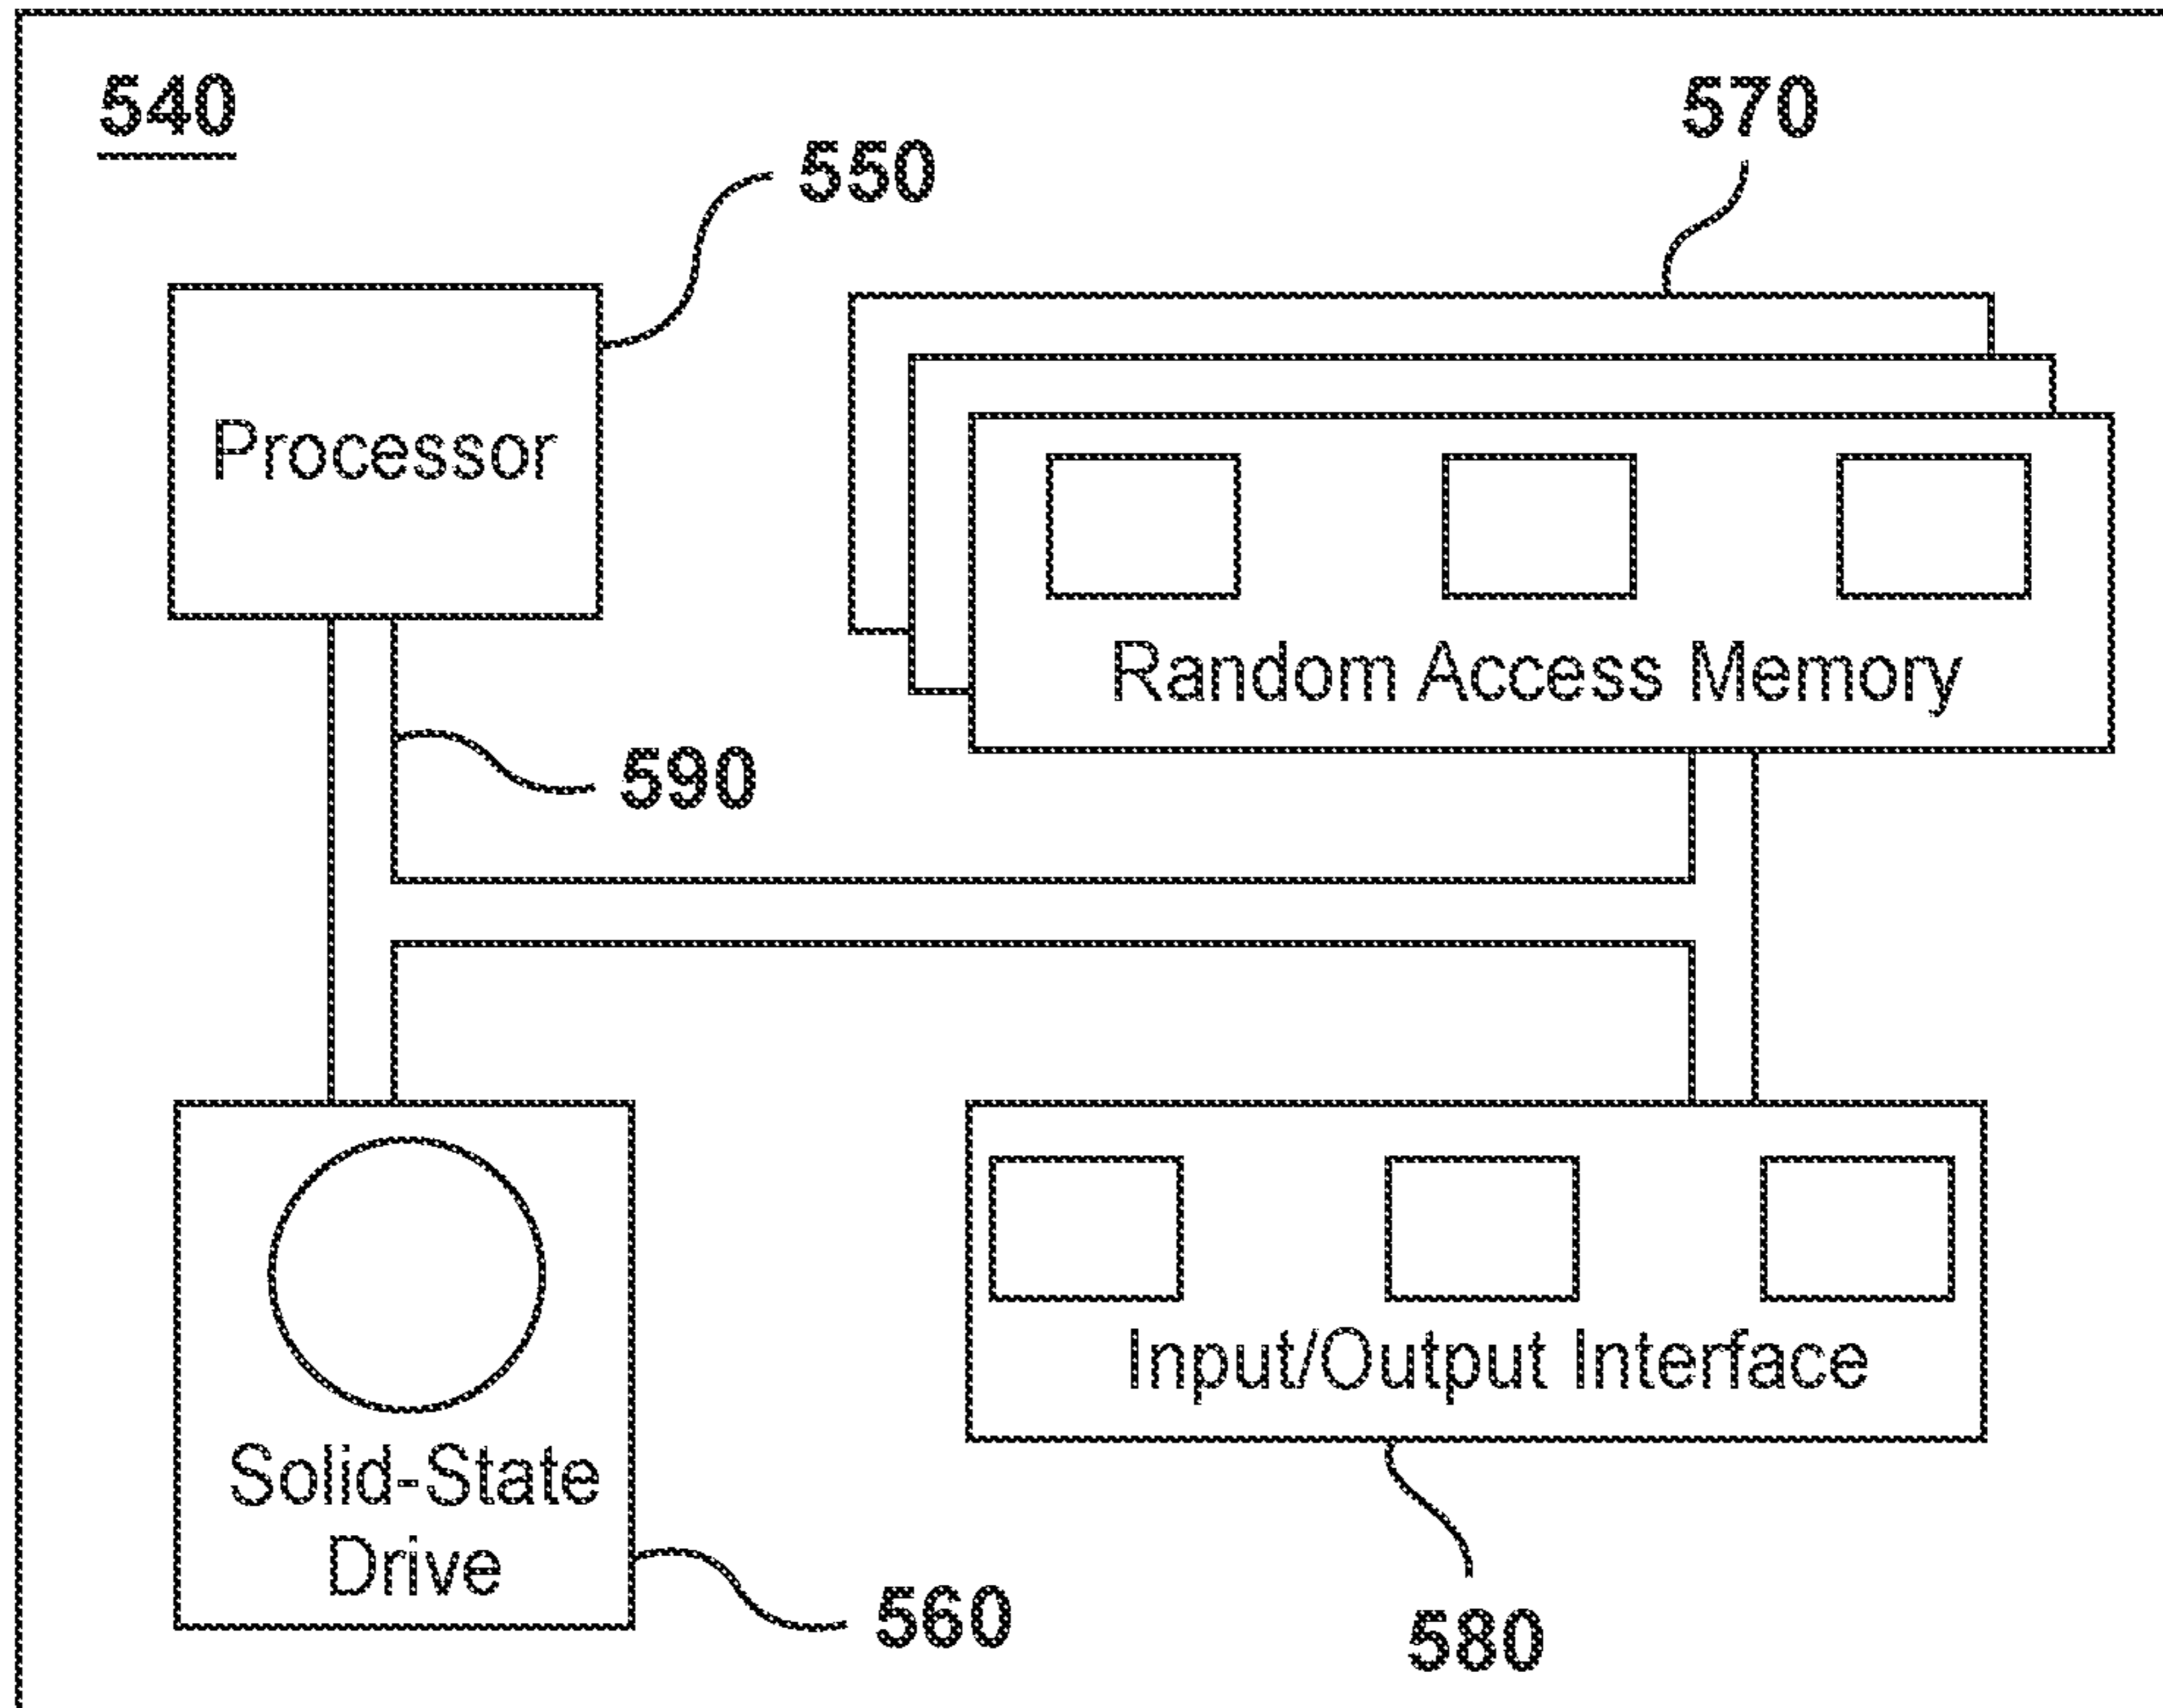 540
550
570
Processor
Random Access Memory
590
Solid-State
Drive
Input/Output Interface
560
580